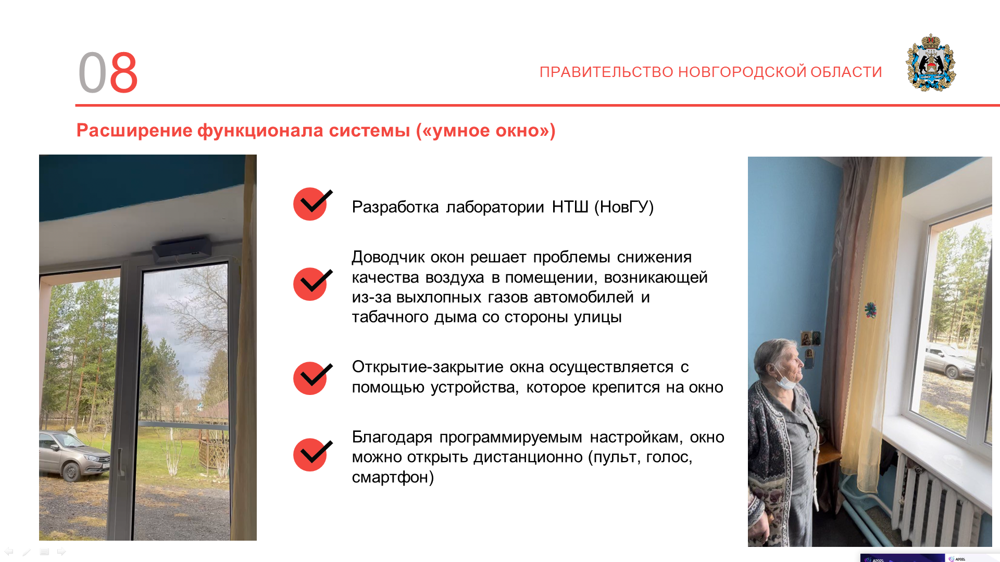 08
ПРАВИТЕЛЬСТВО НОВГОРОДСКОЙ ОБЛАСТИ
Расширение функционала системы («умное окно»)
Разработка лаборатории НТШ (НовГУ)
Доводчик окон решает проблемы снижения
качества воздуха в помещении, возникающей
из-за выхлопных газов автомобилей и
табачного дыма со стороны улицы
Открытие-закрытие окна осуществляется с
помощью устройства, которое крепится на окно
Благодаря программируемым настройкам, окно
можно открыть дистанционно (пульт, голос,
смартфон)